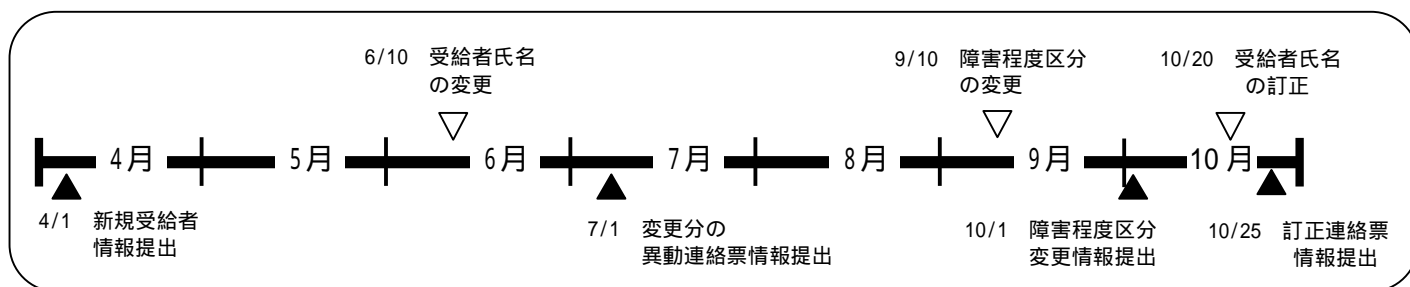 6/10 受給者氏名
の変更
9/10 障害程度区分
の変更
10/20 受給者氏名
の訂正
4月
5月
6月
7月
8月
9月
10月
4/1 新規受給者
情報提出
7/1 変更分の
異動連絡票情報提出
10/1 障害程度区分
変更情報提出
10/25 訂正連絡票
情報提出